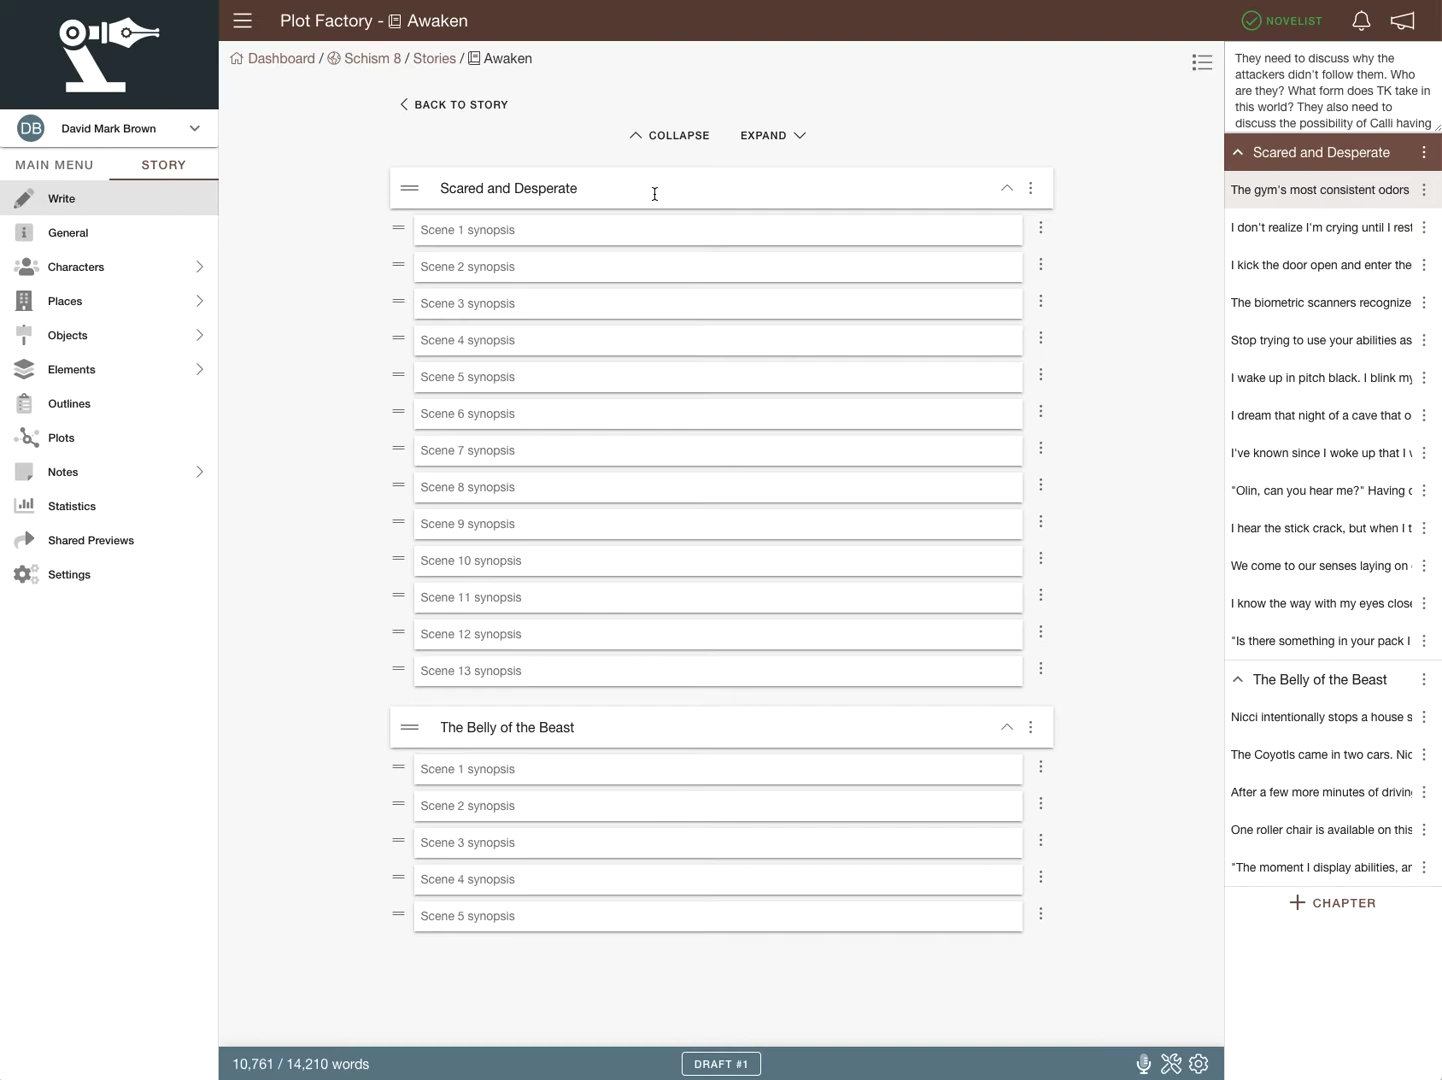 Plot Factory - Awaken
NOVELIST
DB
David Mark Brown
MAIN MENU
STORY
Write
General
Characters
Places
Objects
Elements
Outlines
Plots
Notes
Statistics
Shared Previews
Settings
Dashboard / Schism 8 / Stories / Awaken
BACK TO STORY
COLLAPSE
EXPAND
Scared and Desperate
Scene 1 synopsis
Scene 2 synopsis
Scene 3 synopsis
Scene 4 synopsis
Scene 5 synopsis
Scene 6 synopsis
Scene 7 synopsis
Scene 8 synopsis
Scene 9 synopsis
Scene 10 synopsis
Scene 11 synopsis
Scene 12 synopsis
Scene 13 synopsis
The Belly of the Beast
Scene 1 synopsis
Scene 2 synopsis
Scene 3 synopsis
Scene 4 synopsis
Scene 5 synopsis
10,761 / 14,210 words
DRAFT #1
They need to discuss why the
attackers didn't follow them. Who
are they? What form does TK take in
this world? They also need to
discuss the possibility of Calli having
Scared and Desperate
The gym's most consistent odors
I don't realize I'm crying until I
I kick the door open and enter the
The biometric scanners recognize
Stop trying to use your abilities as
I wake up in pitch black. I blink my
I dream that night of a cave that
I've known since I woke up that I
"Olin, can you hear me?" Having
I hear the stick crack, but when I
We come to our senses laying on
I know the way with my eyes
"Is there something in your pack I
The Belly of the Beast
Nicci intentionally stops a house
The Coyotls came in two cars.
After a few more minutes of
One roller chair is available on this
"The moment I display abilities,
CHAPTER